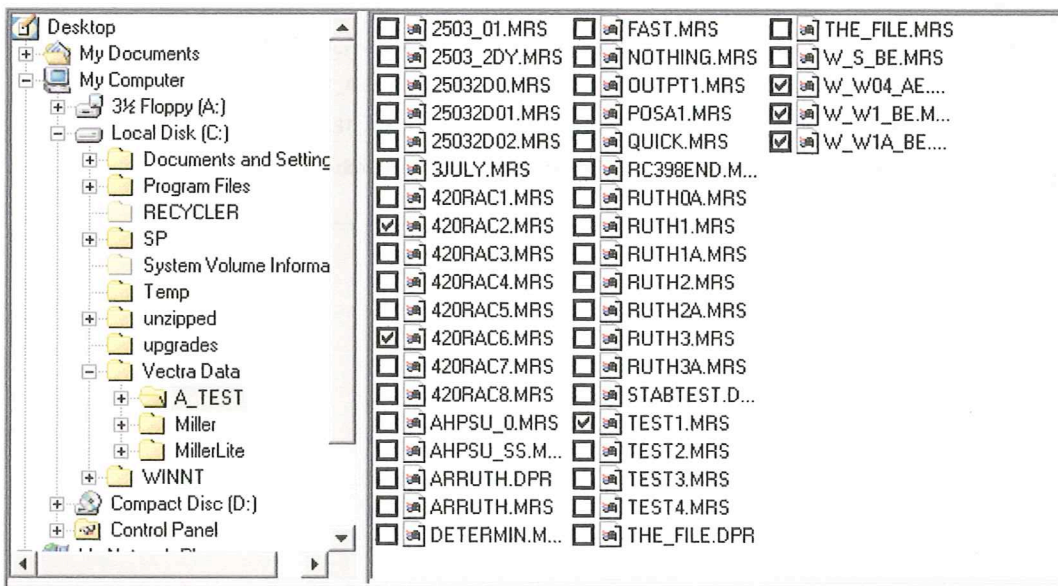 Desktop
My Documents
My Computer
3½ Floppy (A:)
Local Disk (C:)
Documents and Setting
Program Files
RECYCLER
SP
System Volume Informa
Temp
unzipped
upgrades
Vectra Data
A_TEST
Miller
MillerLite
WINNT
Compact Disc (D:)
Control Panel
2503_01.MRS
2503_2DY.MRS
25032D0.MRS
25032D01.MRS
25032D02.MRS
3JULY.MRS
420RAC1.MRS
420RAC2.MRS
420RAC3.MRS
420RAC4.MRS
420RAC5.MRS
420RAC6.MRS
420RAC7.MRS
420RAC8.MRS
AHPSU_0.MRS
AHPSU_SS.M...
ARRUTH.DPR
ARRUTH.MRS
DETERMIN.M...
FAST.MRS
NOTHING.MRS
OUTPT1.MRS
POSA1.MRS
QUICK.MRS
RC398END.M...
RUTH0A.MRS
RUTH1.MRS
RUTH1A.MRS
RUTH2.MRS
RUTH2A.MRS
RUTH3.MRS
RUTH3A.MRS
STABTEST.D...
TEST1.MRS
TEST2.MRS
TEST3.MRS
TEST4.MRS
THE_FILE.DPR
THE_FILE.MRS
W_S_BE.MRS
W_W04_AE....
W_W1_BE.M...
W_W1A_BE....